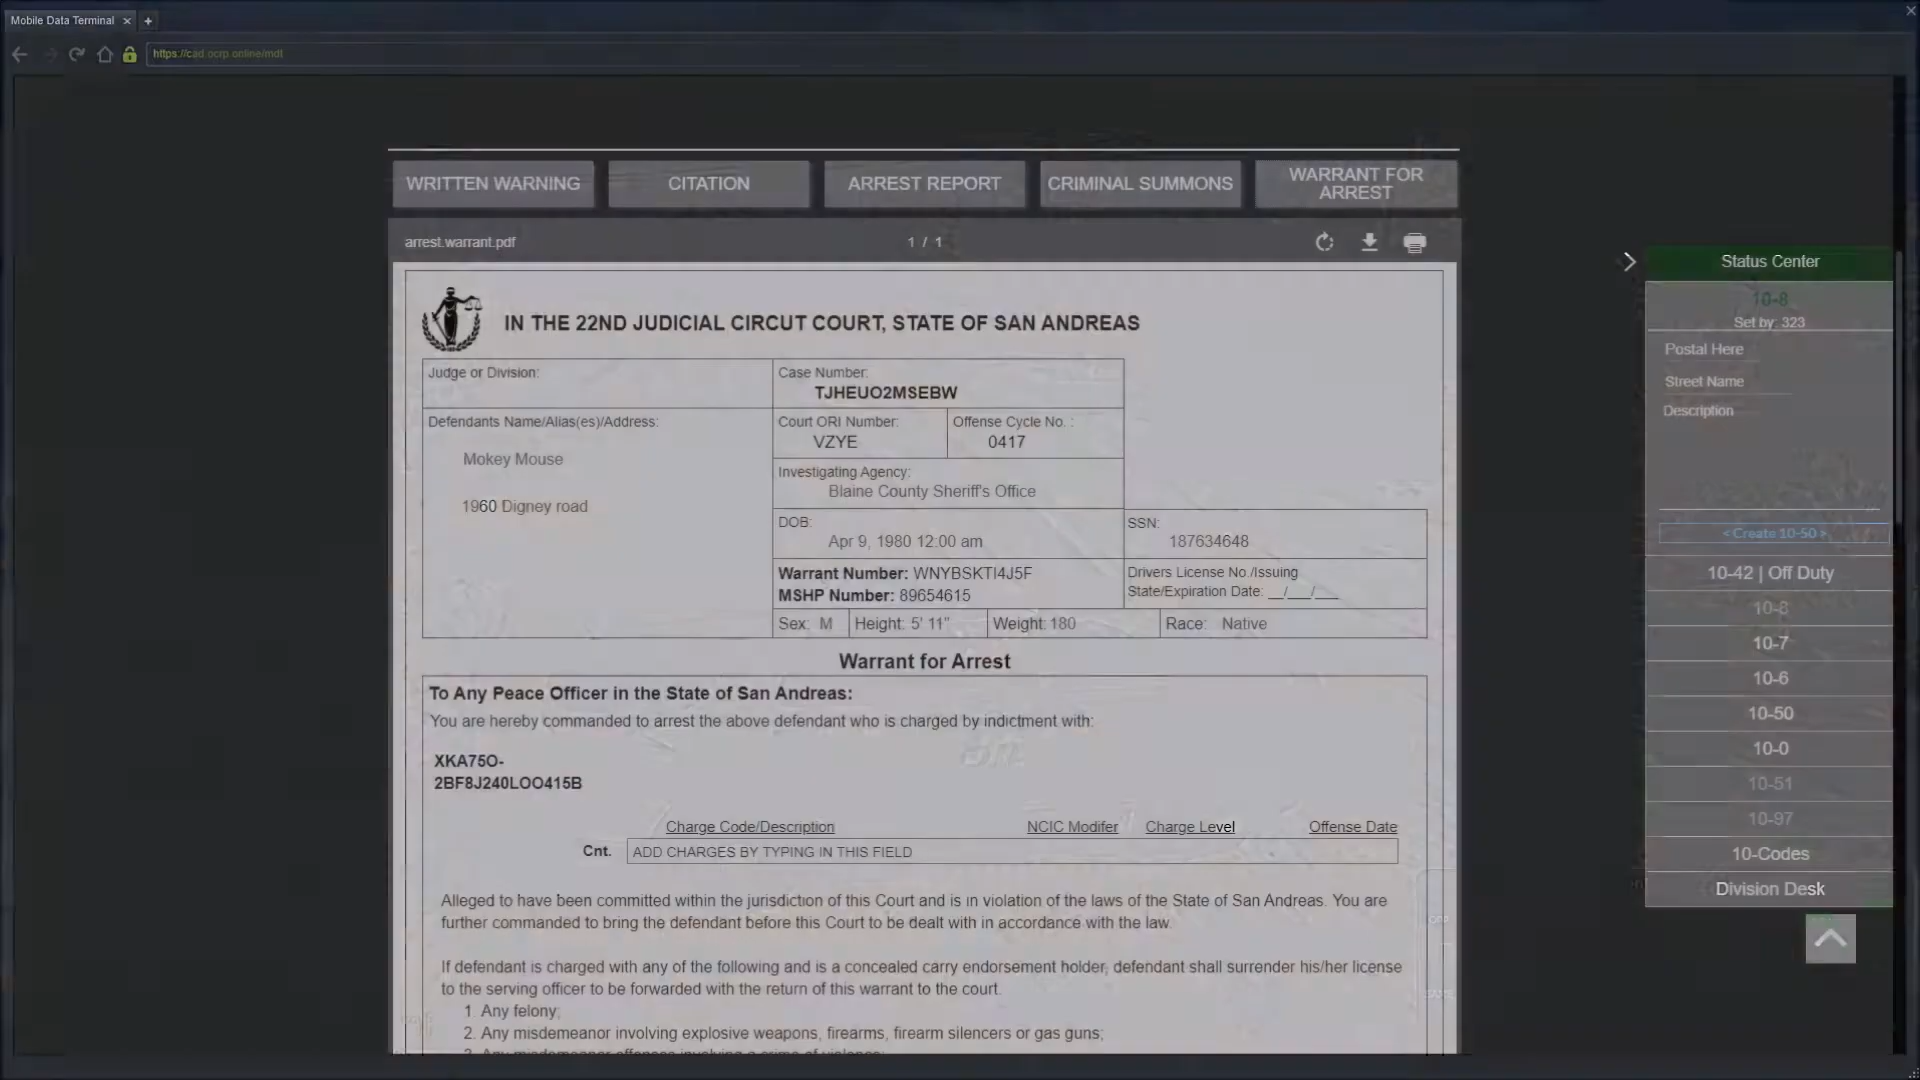 Mobile Data Terminal
https://cad.ocrp.online/mdt
WRITTEN WARNING
CITATION
ARREST REPORT
CRIMINAL SUMMONS
WARRANT FOR
ARREST
arrest.warrant.pdf
1 / 1
IN THE 22ND JUDICIAL CIRCUT COURT, STATE OF SAN ANDREAS
Judge or Division:
Case Number:
TJHEUO2MSEBW
Defendants Name/Alias(es)/Address:
Mokey Mouse
1960 Digney road
Court ORI Number:
VZYE
Offense Cycle No. :
0417
Investigating Agency:
Blaine County Sheriff's Office
DOB:
Apr 9, 1980 12:00 am
SSN:
187634648
Warrant Number: WNYBSKTI4J5F
MSHP Number: 89654615
Drivers License No./Issuing
State/Expiration Date: __/___/___
Sex: M
Height: 5' 11"
Weight: 180
Race: Native
Warrant for Arrest
To Any Peace Officer in the State of San Andreas:
You are hereby commanded to arrest the above defendant who is charged by indictment with:
XKA75O-
2BF8J240LOO415B
Charge Code/Description
NCIC Modifer
Charge Level
Offense Date
Cnt.
ADD CHARGES BY TYPING IN THIS FIELD
Alleged to have been committed within the jurisdiction of this Court and is in violation of the laws of the State of San Andreas. You are
further commanded to bring the defendant before this Court to be dealt with in accordance with the law.
If defendant is charged with any of the following and is a concealed carry endorsement holder, defendant shall surrender his/her license
to the serving officer to be forwarded with the return of this warrant to the court.
1. Any felony;
2. Any misdemeanor involving explosive weapons, firearms, firearm silencers or gas guns;
3. Any misdemeanor offenses involving a crime of violence;
Status Center
10-8
Set by: 323
Postal Here
Street Name
Description
<Create 10-50>
10-42 | Off Duty
10-8
10-7
10-6
10-50
10-0
10-51
10-97
10-Codes
Division Desk